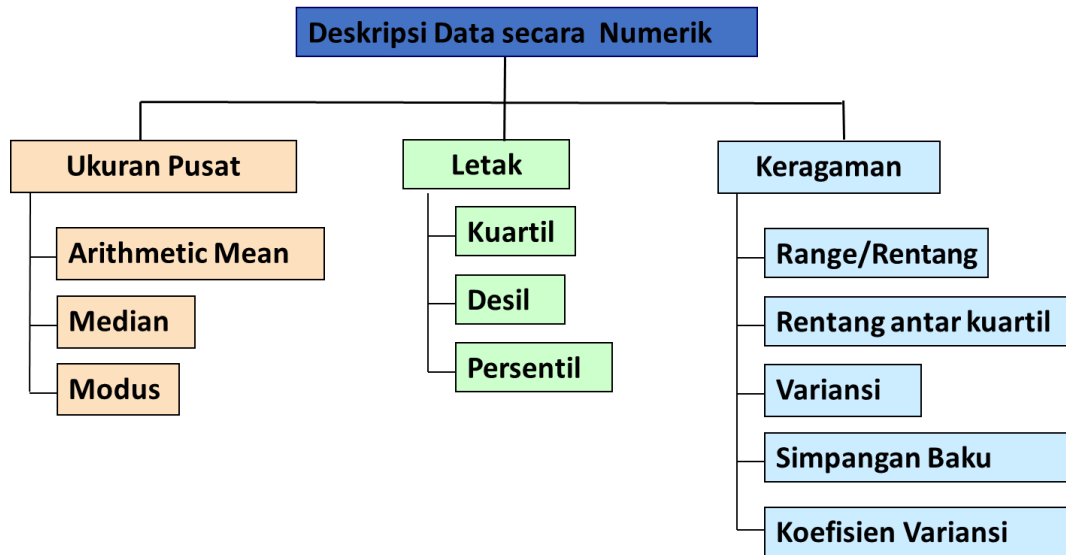 Deskripsi Data secara Numerik
Ukuran Pusat
Arithmetic Mean
Median
Modus
Letak
Kuartil
Desil
Persentil
Keragaman
Range/Rentang
Rentang antar kuartil
Variansi
Simpangan Baku
Koefisien Variansi